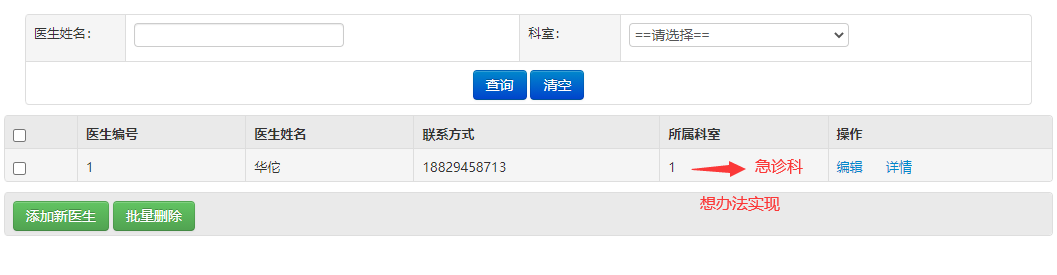 医生姓名： 科室： ==请选择==
查询 清空
医生编号 医生姓名 联系方式 所属科室 操作
1 华佗 18829458713 1 急诊科 编辑 详情
想办法实现
添加新医生 批量删除